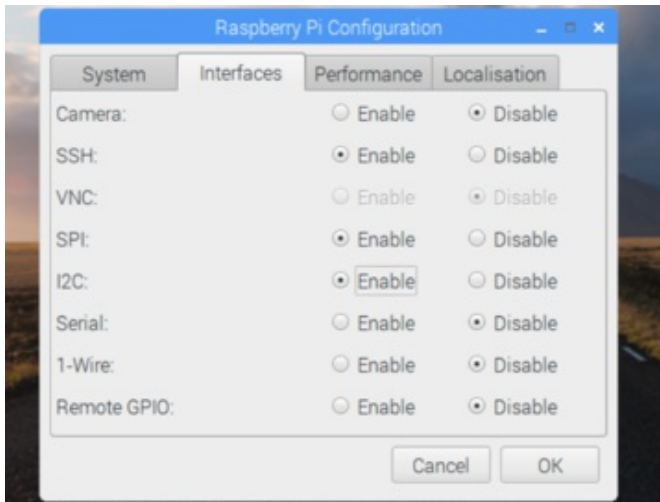 Raspberry Pi Configuration
System Interfaces Performance Localisation
Camera: Enable Disable
SSH: Enable Disable
VNC: Enable Disable
SPI: Enable Disable
I2C: Enable Disable
Serial: Enable Disable
1-Wire: Enable Disable
Remote GPIO: Enable Disable
Cancel OK